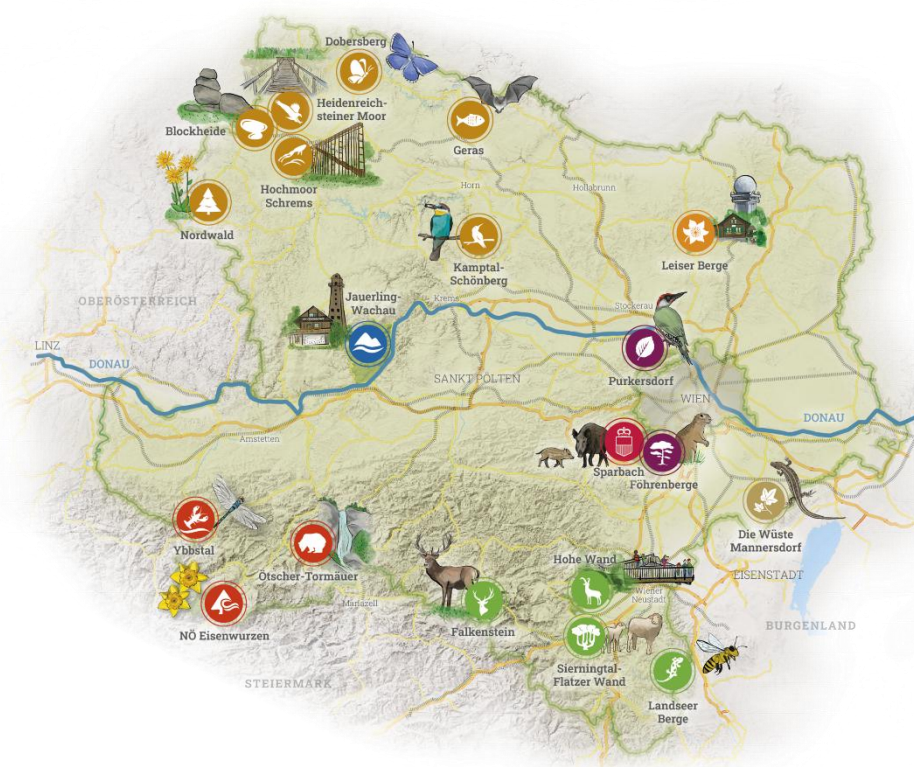 Dobersberg
Heidenreich-
steiner Moor
Blockheide
Geras
Hochmoor
Schrems
Horn
Hollabrunn
Nordwald
Kamptal-
Schönberg
Leiser Berge
Jauerling-
Wachau
Krems
Stockerau
OBERÖSTERREICH
LINZ
DONAU
Purkersdorf
SANKT PÖLTEN
WIEN
DONAU
Amstetten
Sparbach
Föhrenberge
Die Wüste
Mannersdorf
Ybbstal
Ötscher-Tormäuer
Hohe Wand
EISENSTADT
Wiener
Neustadt
Mariazell
NÖ Eisenwurzen
Falkenstein
BURGENLAND
Sierningtal-
Flatzer Wand
STEIERMARK
Landseer
Berge